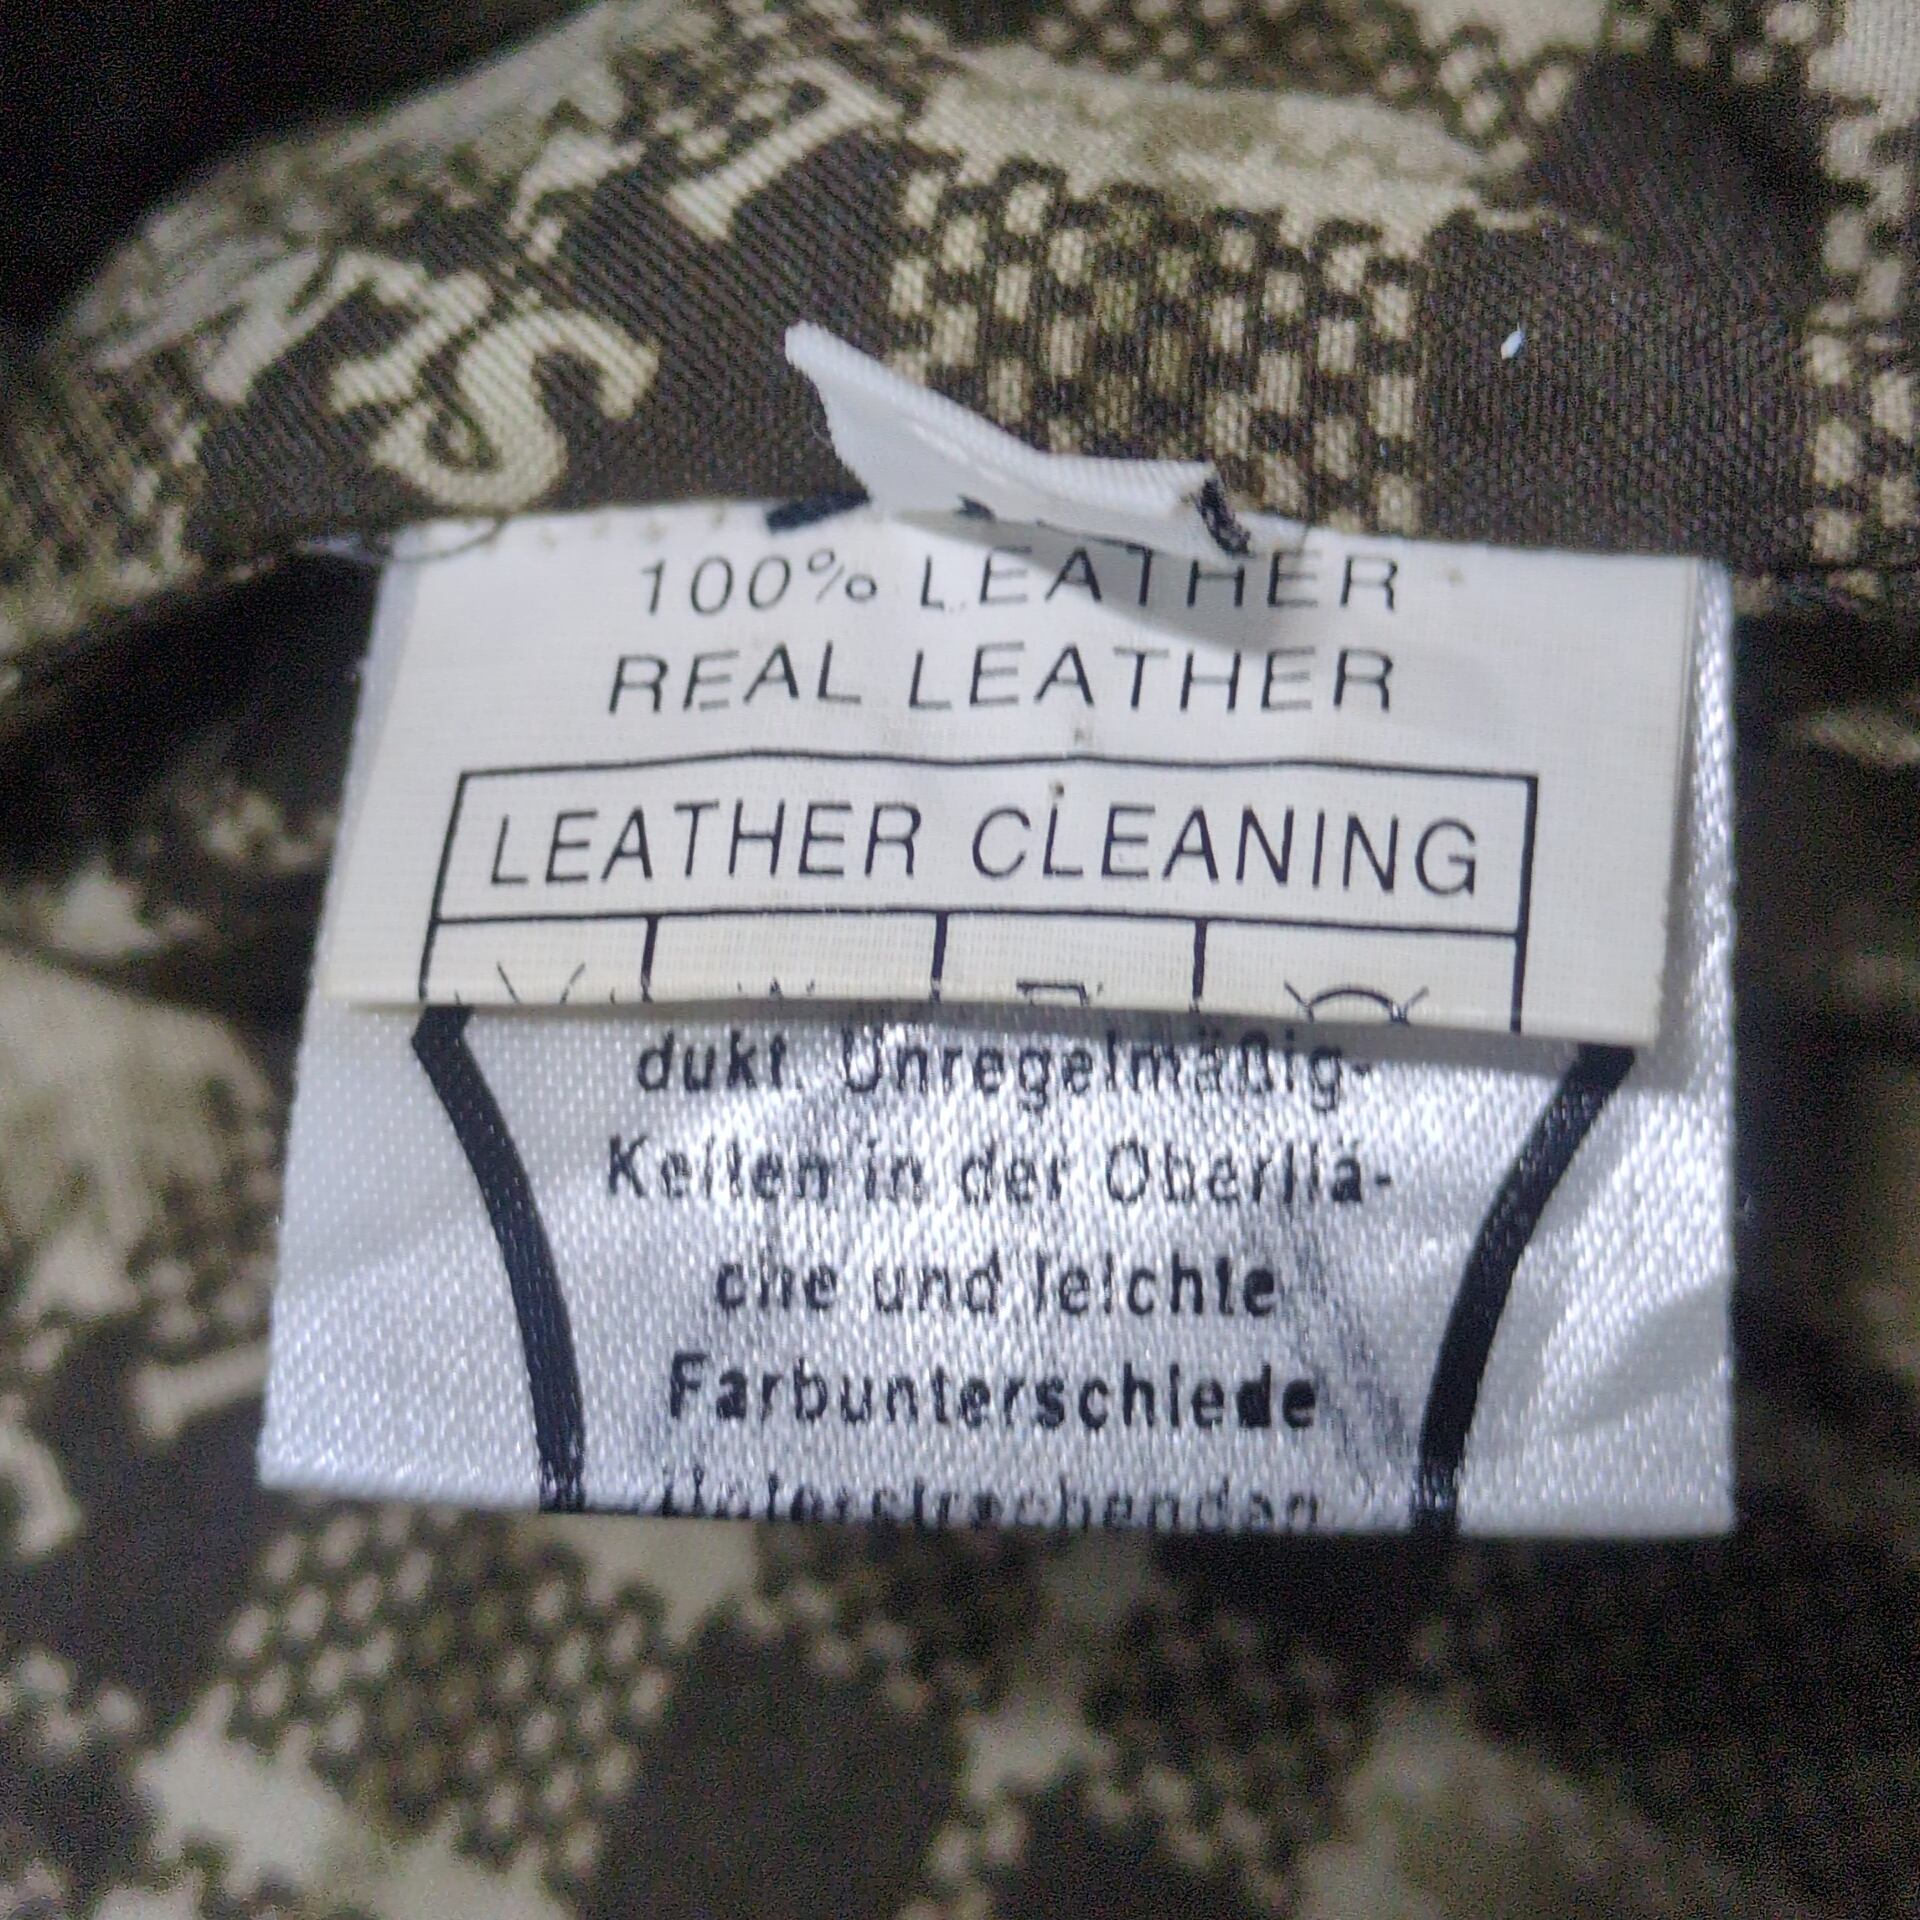 100% LEATHER
REAL LEATHER
LEATHER CLEANING
dukt. Unregelmäßig-
Keiten in der Oberflä-
che und leichte
Farbunterschiede